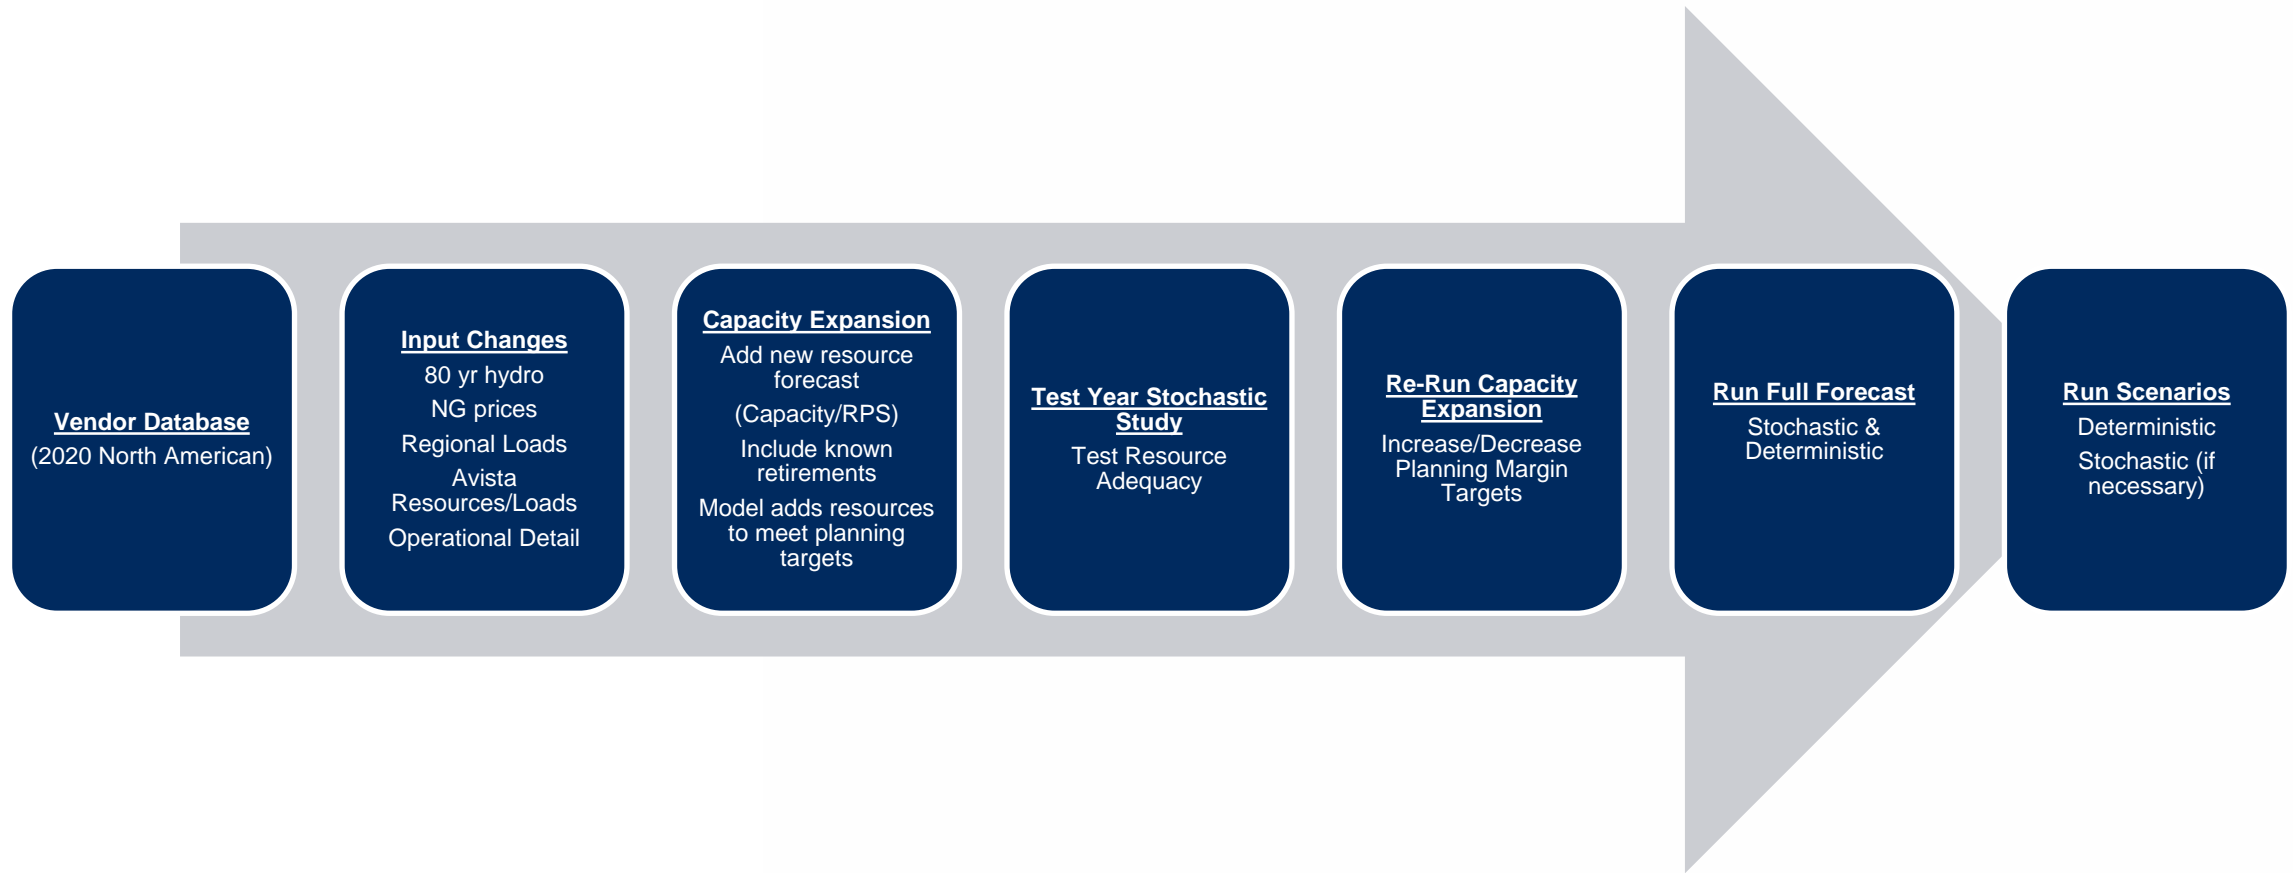 Vendor Database
(2020 North American)
Input Changes
80 yr hydro
NG prices
Regional Loads
Avista
Resources/Loads
Operational Detail
Capacity Expansion
Add new resource
forecast
(Capacity/RPS)
Include known
retirements
Model adds resources
to meet planning
targets
Test Year Stochastic
Study
Test Resource
Adequacy
Re-Run Capacity
Expansion
Increase/Decrease
Planning Margin
Targets
Run Full Forecast
Stochastic &
Deterministic
Run Scenarios
Deterministic
Stochastic (if
necessary)